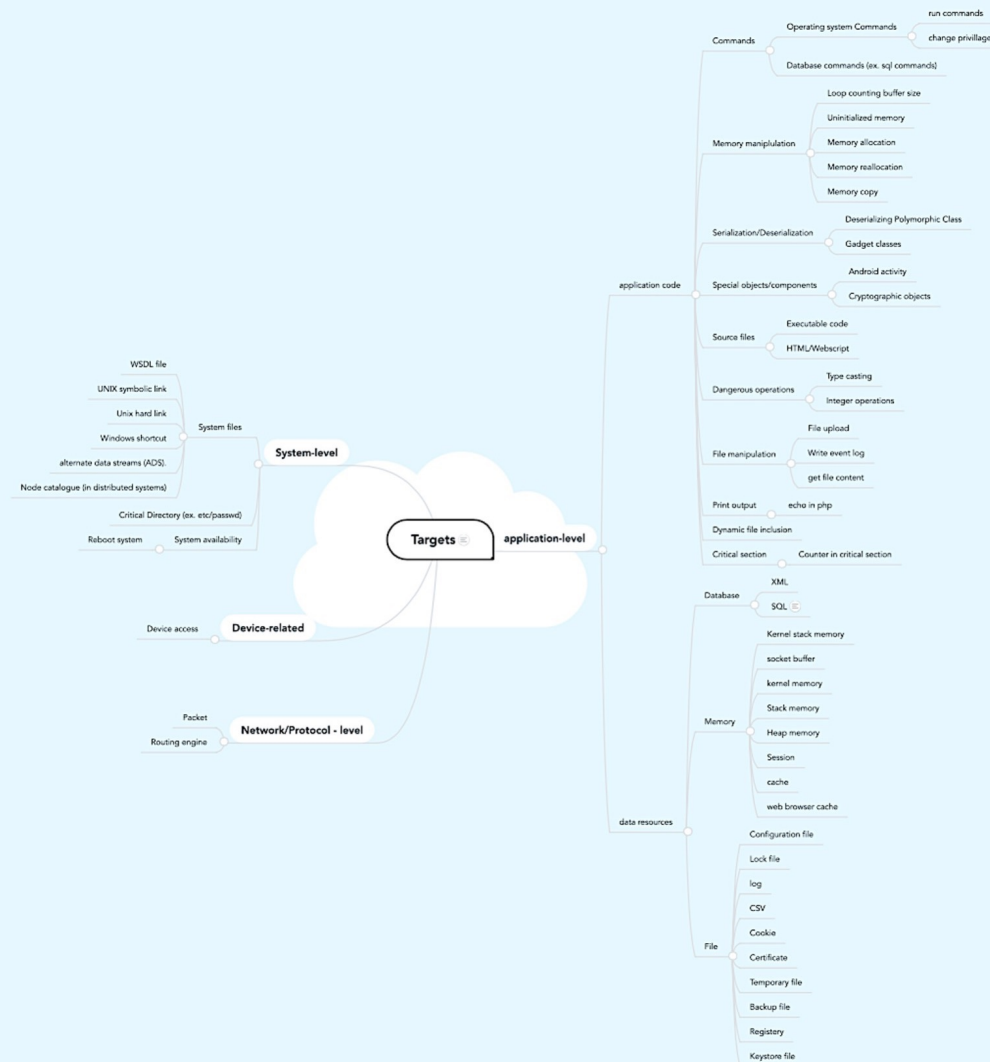 Targets
System-level
System files
WSDL file
UNIX symbolic link
Unix hard link
Windows shortcut
alternate data streams (ADS).
Node catalogue (in distributed systems)
Critical Directory (ex. etc/passwd)
System availability
Reboot system
Device-related
Device access
Network/Protocol - level
Packet
Routing engine
application-level
application code
Commands
Operating system Commands
run commands
change privillage
Database commands (ex. sql commands)
Memory maniplulation
Loop counting buffer size
Uninitialized memory
Memory allocation
Memory reallocation
Memory copy
Serialization/Deserialization
Deserializing Polymorphic Class
Gadget classes
Special objects/components
Android activity
Cryptographic objects
Source files
Executable code
HTML/Webscript
Dangerous operations
Type casting
Integer operations
File manipulation
File upload
Write event log
get file content
Print output
echo in php
Dynamic file inclusion
Critical section
Counter in critical section
data resources
Database
XML
SQL
Memory
Kernel stack memory
socket buffer
kernel memory
Stack memory
Heap memory
Session
cache
web browser cache
File
Configuration file
Lock file
log
CSV
Cookie
Certificate
Temporary file
Backup file
Registery
Keystore file